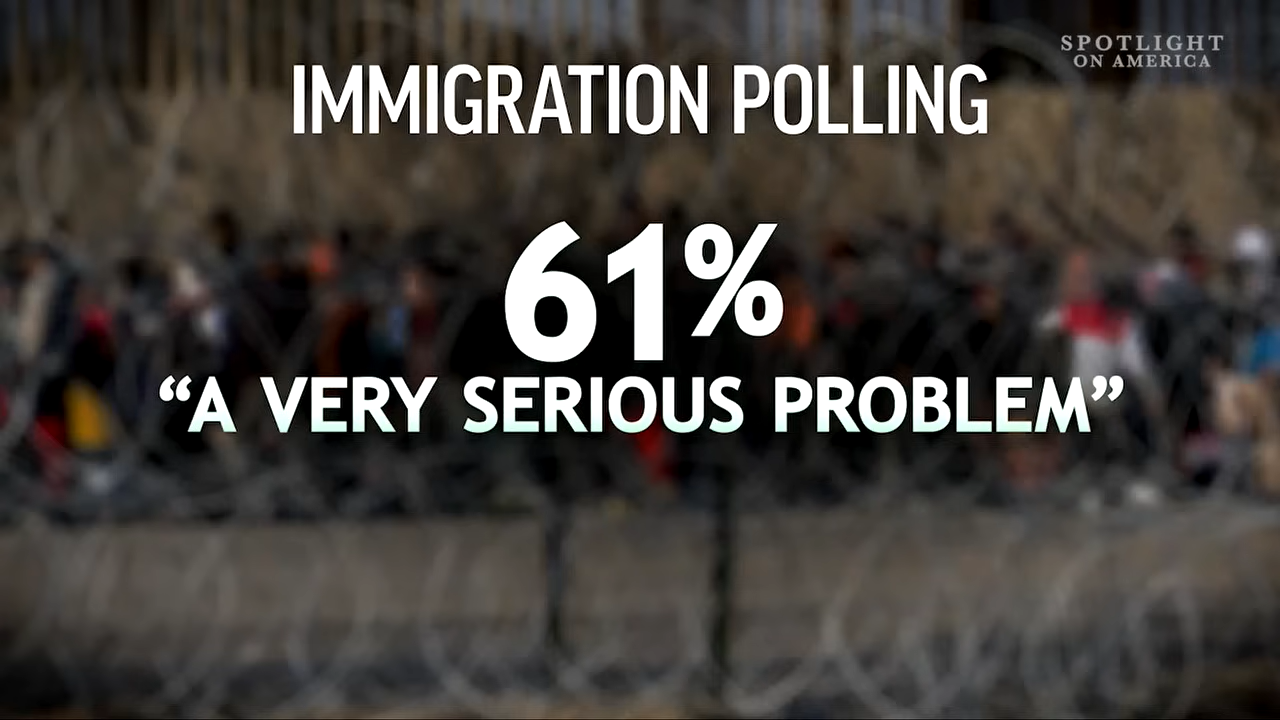 SPOTLIGHT
ON AMERICA
IMMIGRATION POLLING
61%
“A VERY SERIOUS PROBLEM”